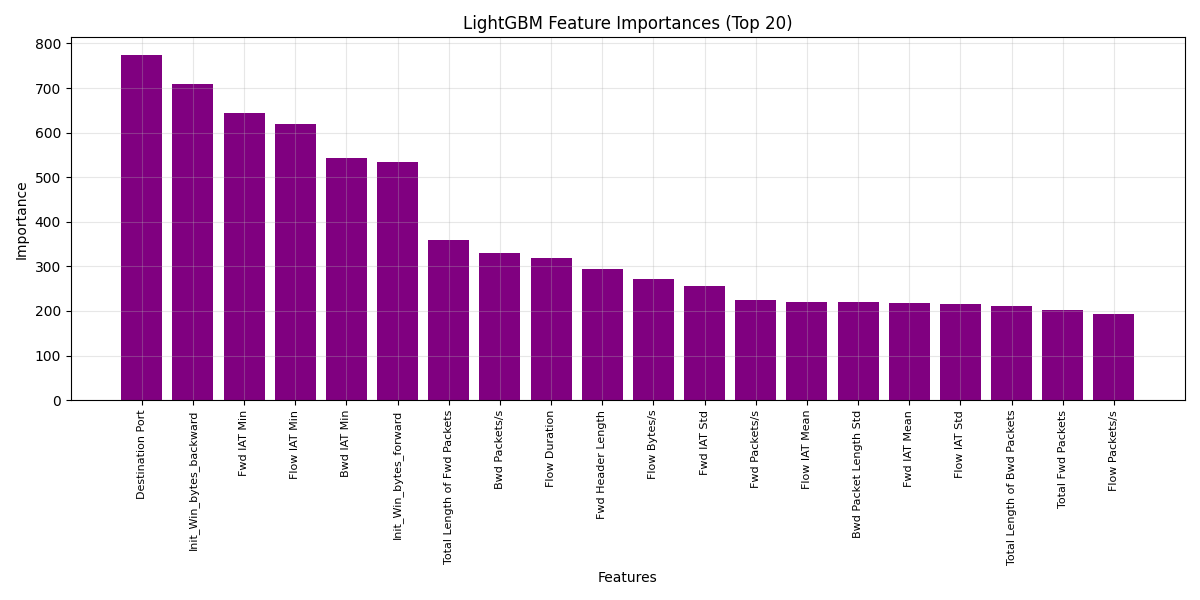 LightGBM Feature Importances (Top 20)
Importance
800
700
600
500
400
300
200
100
0
Destination Port
Init_Win_bytes_backward
Fwd IAT Min
Flow IAT Min
Bwd IAT Min
Init_Win_bytes_forward
Total Length of Fwd Packets
Bwd Packets/s
Flow Duration
Fwd Header Length
Flow Bytes/s
Fwd IAT Std
Fwd Packets/s
Flow IAT Mean
Bwd Packet Length Std
Fwd IAT Mean
Flow IAT Std
Total Length of Bwd Packets
Total Fwd Packets
Flow Packets/s
Features